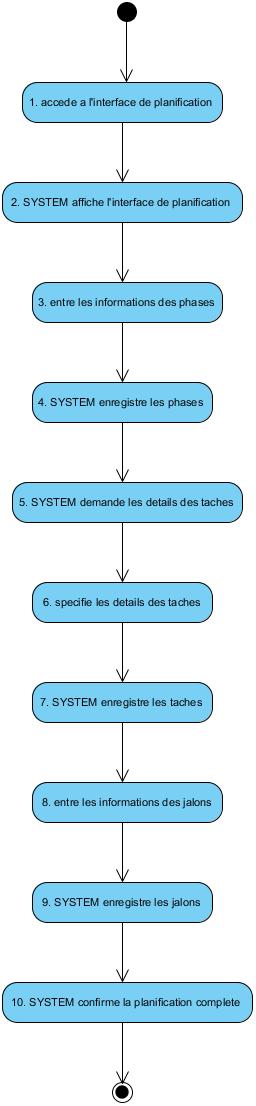 1. accede a l'interface de planification
2. SYSTEM affiche l'interface de planification
3. entre les informations des phases
4. SYSTEM enregistre les phases
5. SYSTEM demande les details des taches
6. specifie les details des taches
7. SYSTEM enregistre les taches
8. entre les informations des jalons
9. SYSTEM enregistre les jalons
10. SYSTEM confirme la planification complete